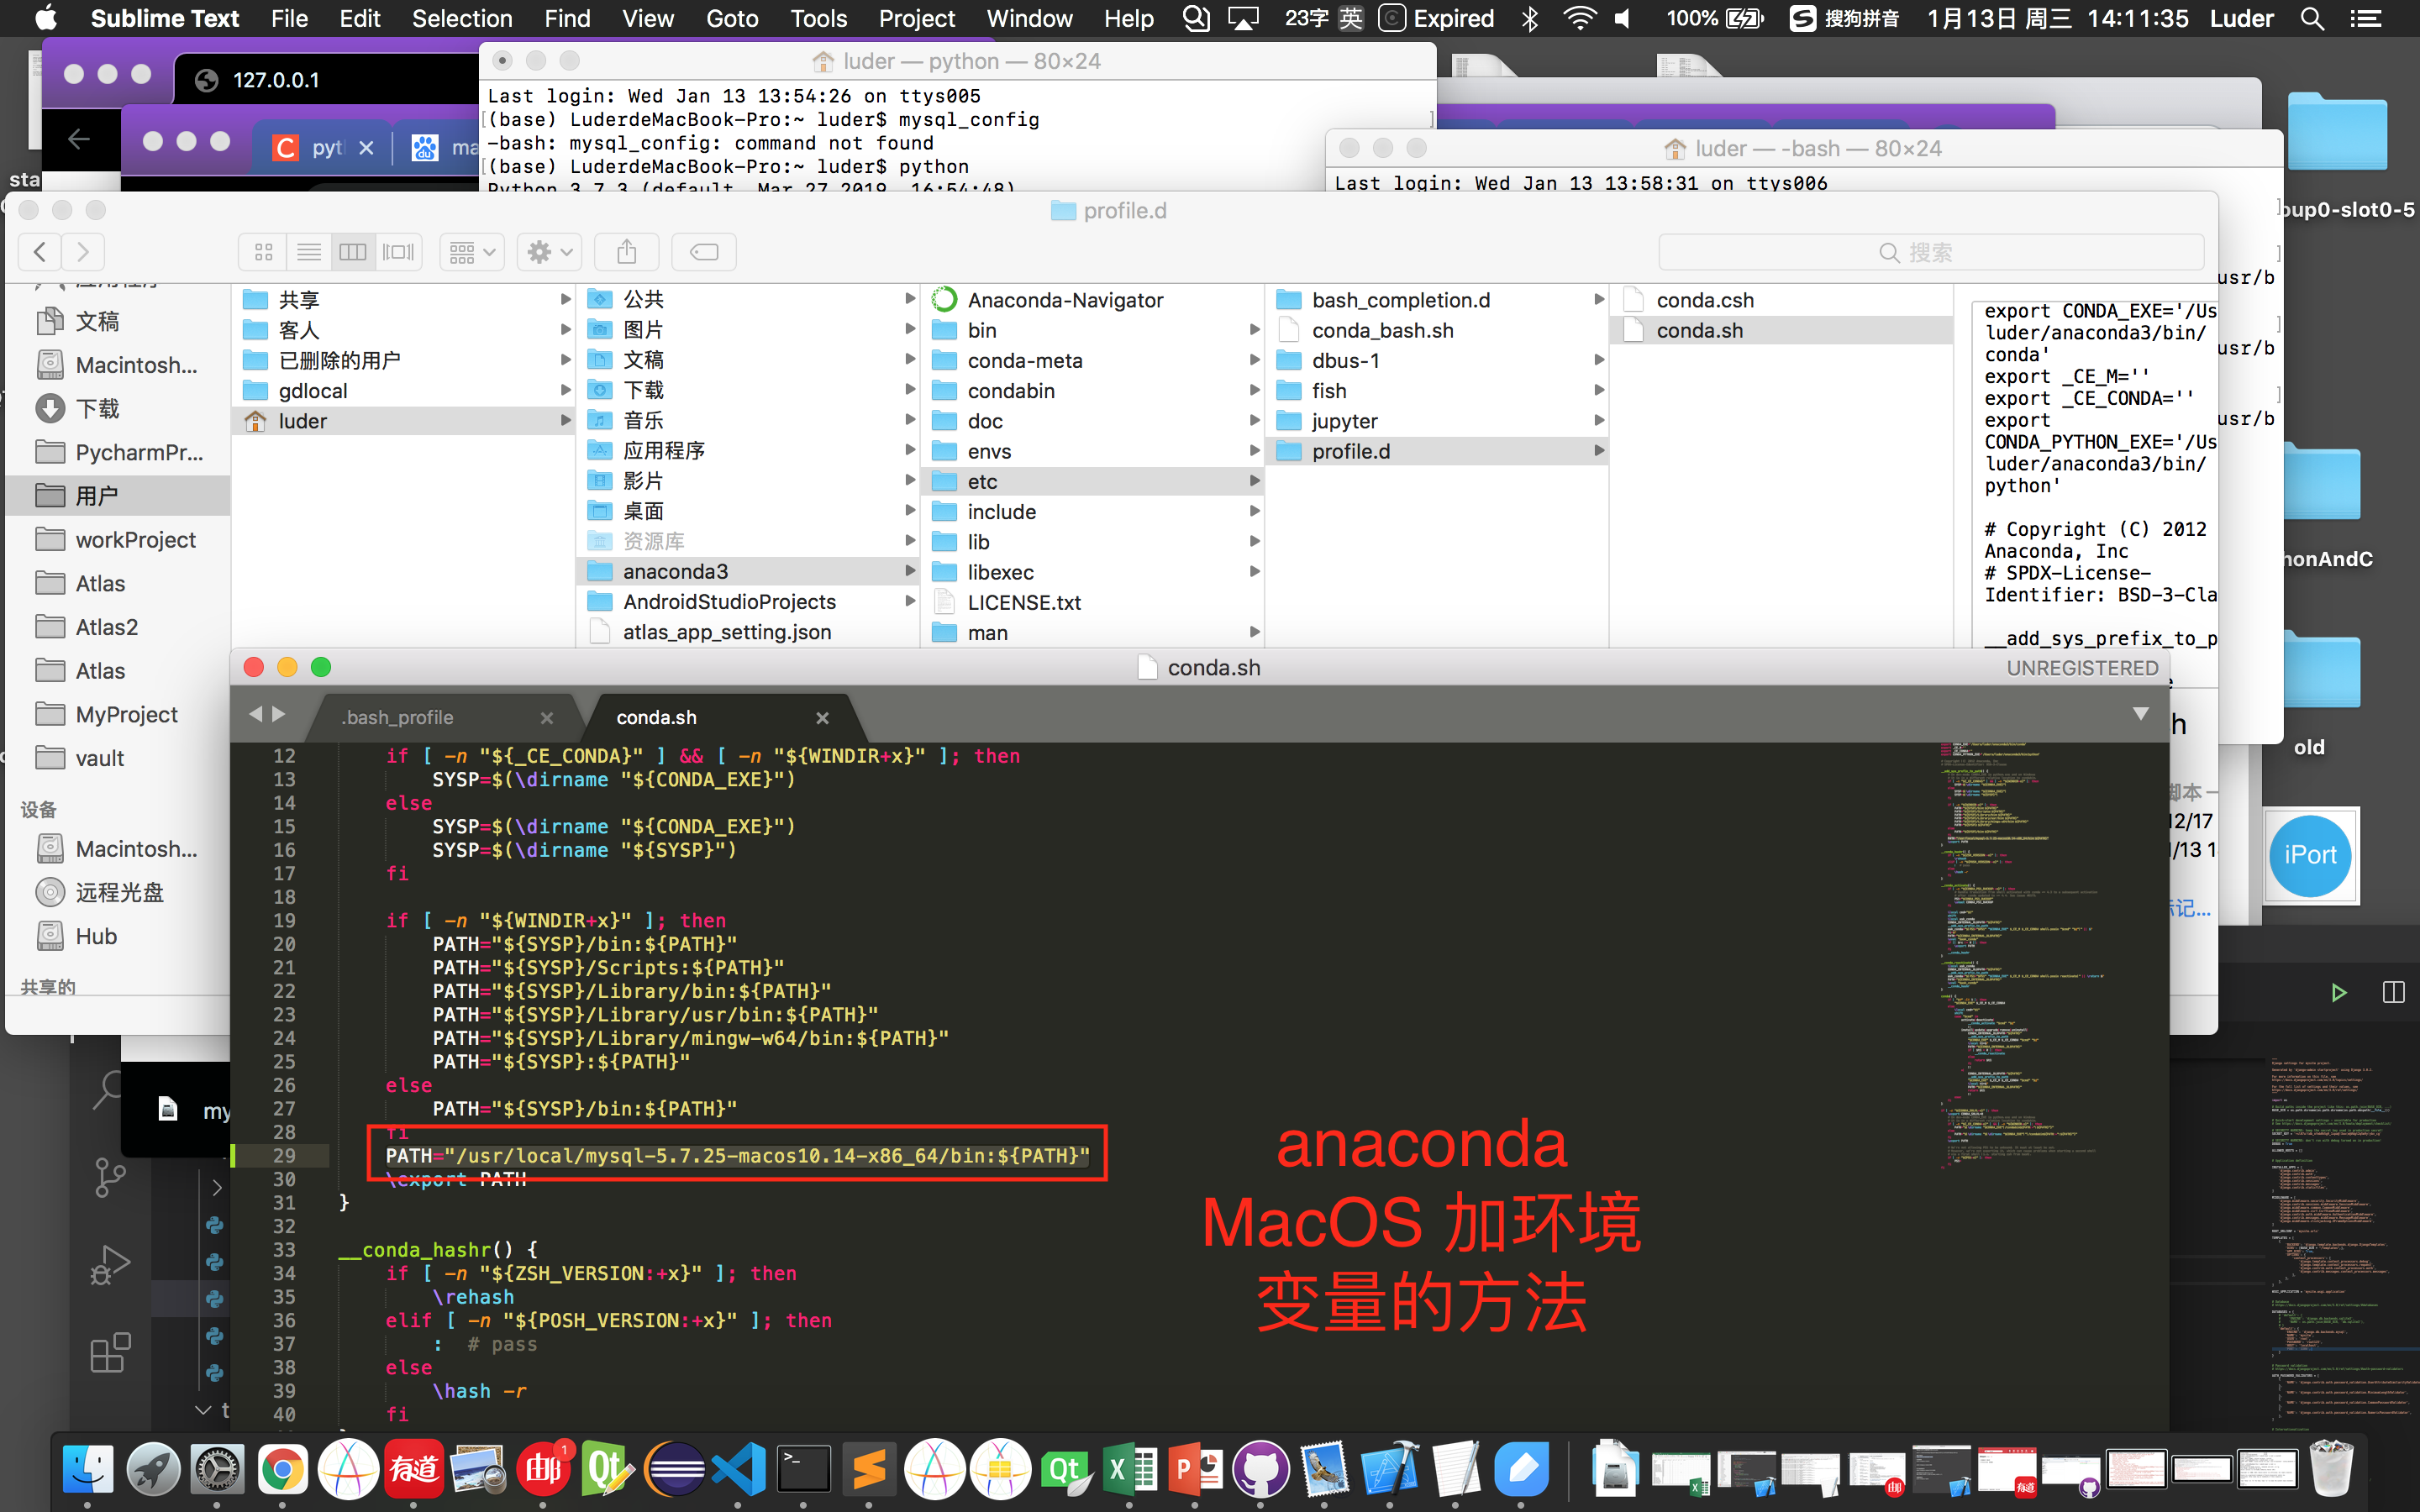 Sublime Text File Edit Selection Find View Goto Tools Project Window Help 23字 英 Expired 100% 搜狗拼音 1月13日 周三 14:11:35 Luder
127.0.0.1
luder — python — 80×24
Last login: Wed Jan 13 13:54:26 on ttys005
(base) LuderdeMacBook-Pro:~ luder$ mysql_config
-bash: mysql_config: command not found
(base) LuderdeMacBook-Pro:~ luder$ python
Python 3.7.3 (default, Mar 27 2019, 16:54:48)
luder — -bash — 80×24
Last login: Wed Jan 13 13:58:31 on ttys006
profile.d
搜索
应用程序
文稿
Macintosh...
下载
PycharmPr...
用户
workProject
Atlas
Atlas2
Atlas
MyProject
vault
设备
Macintosh...
远程光盘
Hub
共享的
共享
客人
已删除的用户
gdlocal
luder
公共
图片
文稿
下载
音乐
应用程序
影片
桌面
资源库
anaconda3
AndroidStudioProjects
atlas_app_setting.json
Anaconda-Navigator
bin
conda-meta
condabin
doc
envs
etc
include
lib
libexec
LICENSE.txt
man
bash_completion.d
conda_bash.sh
dbus-1
fish
jupyter
profile.d
conda.csh
conda.sh
export CONDA_EXE='/Us
luder/anaconda3/bin/
conda'
export _CE_M=''
export _CE_CONDA=''
export
CONDA_PYTHON_EXE='/Us
luder/anaconda3/bin/
python'
# Copyright (C) 2012
Anaconda, Inc
# SPDX-License-
Identifier: BSD-3-Cla
__add_sys_prefix_to_p
usr/b
usr/b
usr/b
oup0-slot0-5
honAndC
old
iPort
conda.sh
UNREGISTERED
.bash_profile
conda.sh
12 if [ -n "${_CE_CONDA}" ] && [ -n "${WINDIR+x}" ]; then
13 SYSP=$(\dirname "${CONDA_EXE}")
14 else
15 SYSP=$(\dirname "${CONDA_EXE}")
16 SYSP=$(\dirname "${SYSP}")
17 fi
18
19 if [ -n "${WINDIR+x}" ]; then
20 PATH="${SYSP}/bin:${PATH}"
21 PATH="${SYSP}/Scripts:${PATH}"
22 PATH="${SYSP}/Library/bin:${PATH}"
23 PATH="${SYSP}/Library/usr/bin:${PATH}"
24 PATH="${SYSP}/Library/mingw-w64/bin:${PATH}"
25 PATH="${SYSP}:${PATH}"
26 else
27 PATH="${SYSP}/bin:${PATH}"
28 fi
29 PATH="/usr/local/mysql-5.7.25-macos10.14-x86_64/bin:${PATH}"
30 \export PATH
31 }
32
33 __conda_hashr() {
34 if [ -n "${ZSH_VERSION:+x}" ]; then
35 \rehash
36 elif [ -n "${POSH_VERSION:+x}" ]; then
37 : # pass
38 else
39 \hash -r
40 fi
anaconda
MacOS 加环境
变量的方法